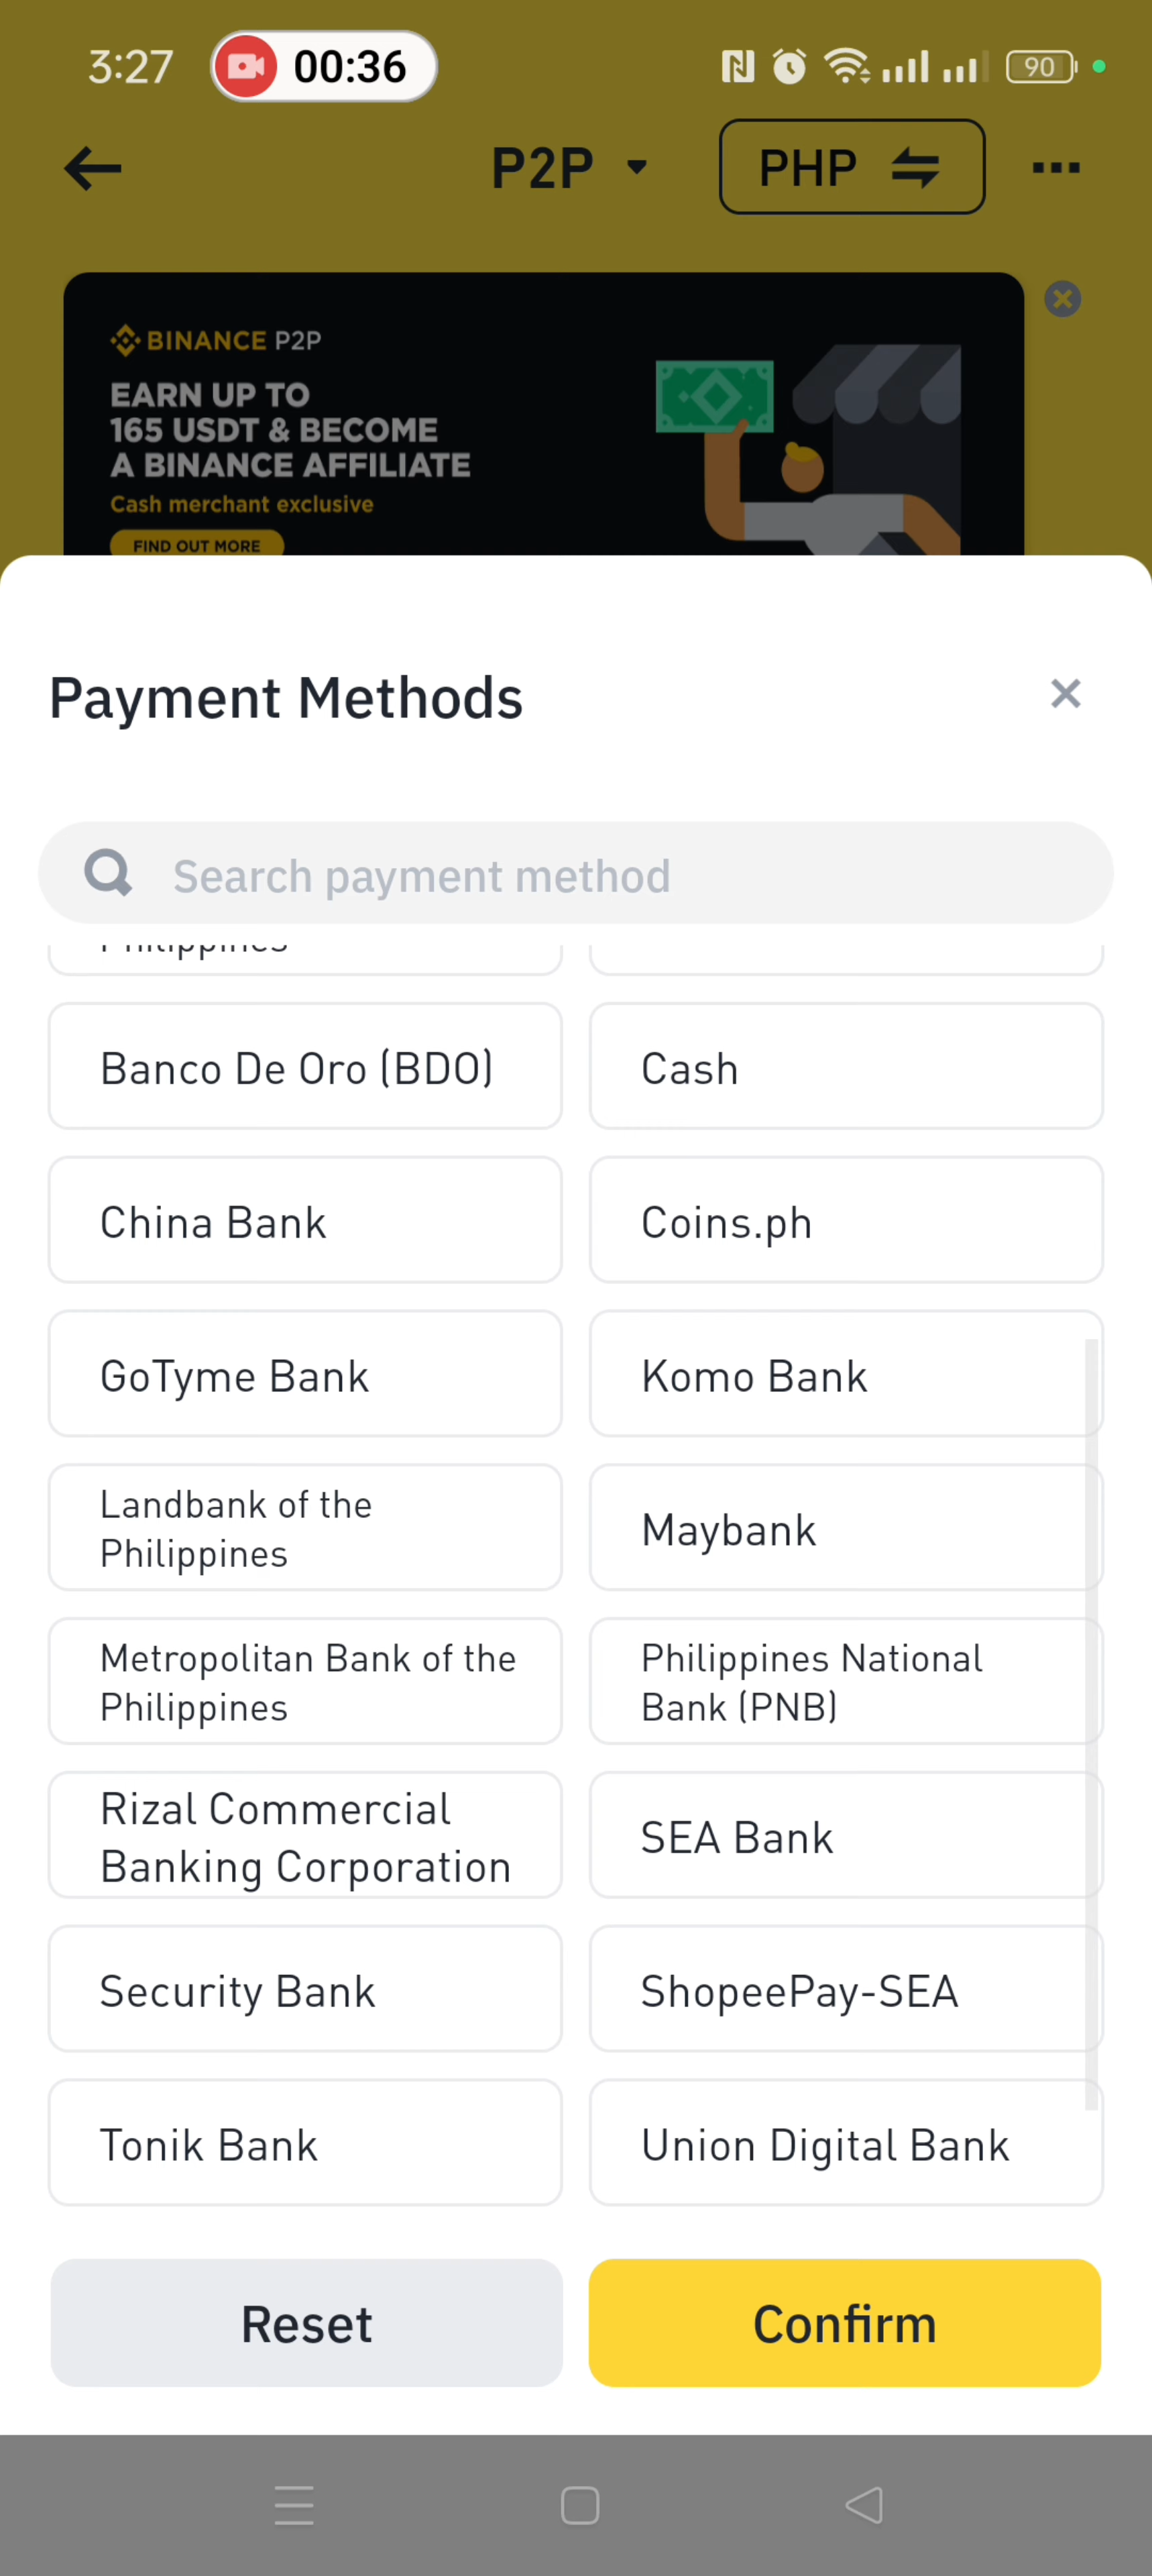 3:27
00:36
90
P2P
PHP
BINANCE P2P
EARN UP TO
165 USDT & BECOME
A BINANCE AFFILIATE
Cash merchant exclusive
FIND OUT MORE
Payment Methods
Search payment method
Philippines
Banco De Oro (BDO)
Cash
China Bank
Coins.ph
GoTyme Bank
Komo Bank
Landbank of the
Philippines
Maybank
Metropolitan Bank of the
Philippines
Philippines National
Bank (PNB)
Rizal Commercial
Banking Corporation
SEA Bank
Security Bank
ShopeePay-SEA
Tonik Bank
Union Digital Bank
Reset
Confirm